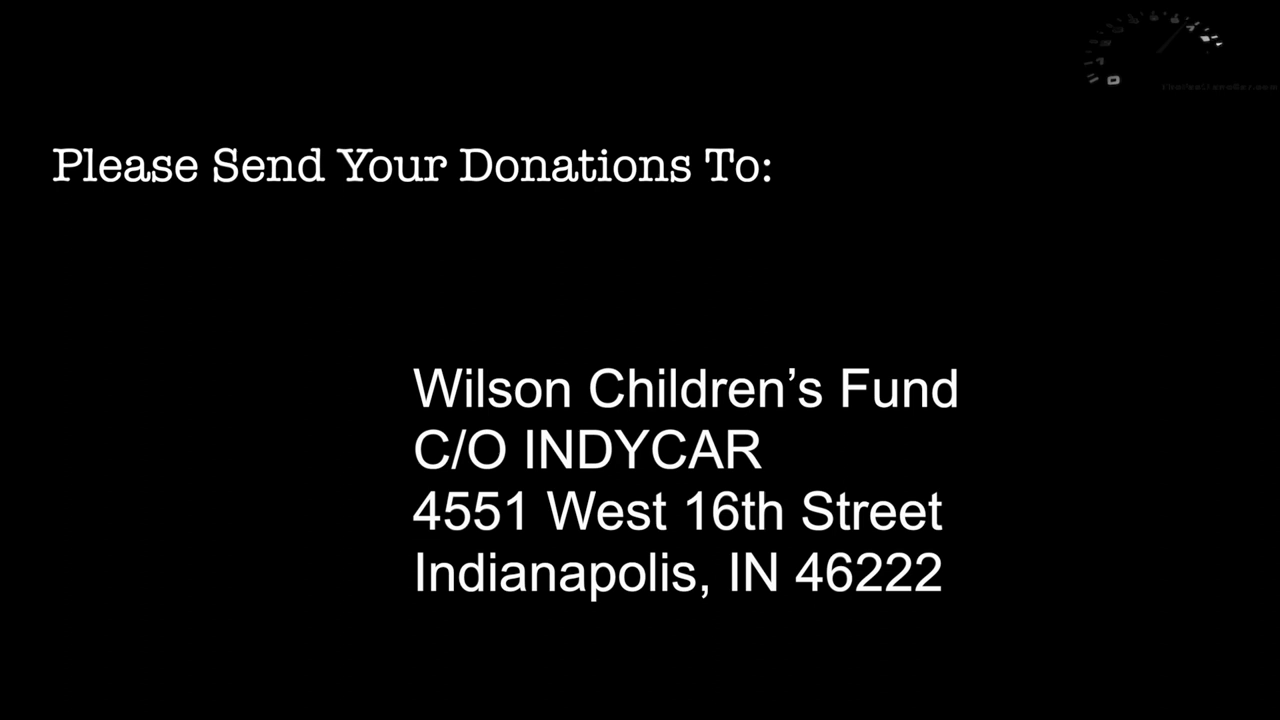 Please Send Your Donations To:
Wilson Children’s Fund
C/O INDYCAR
4551 West 16th Street
Indianapolis, IN 46222